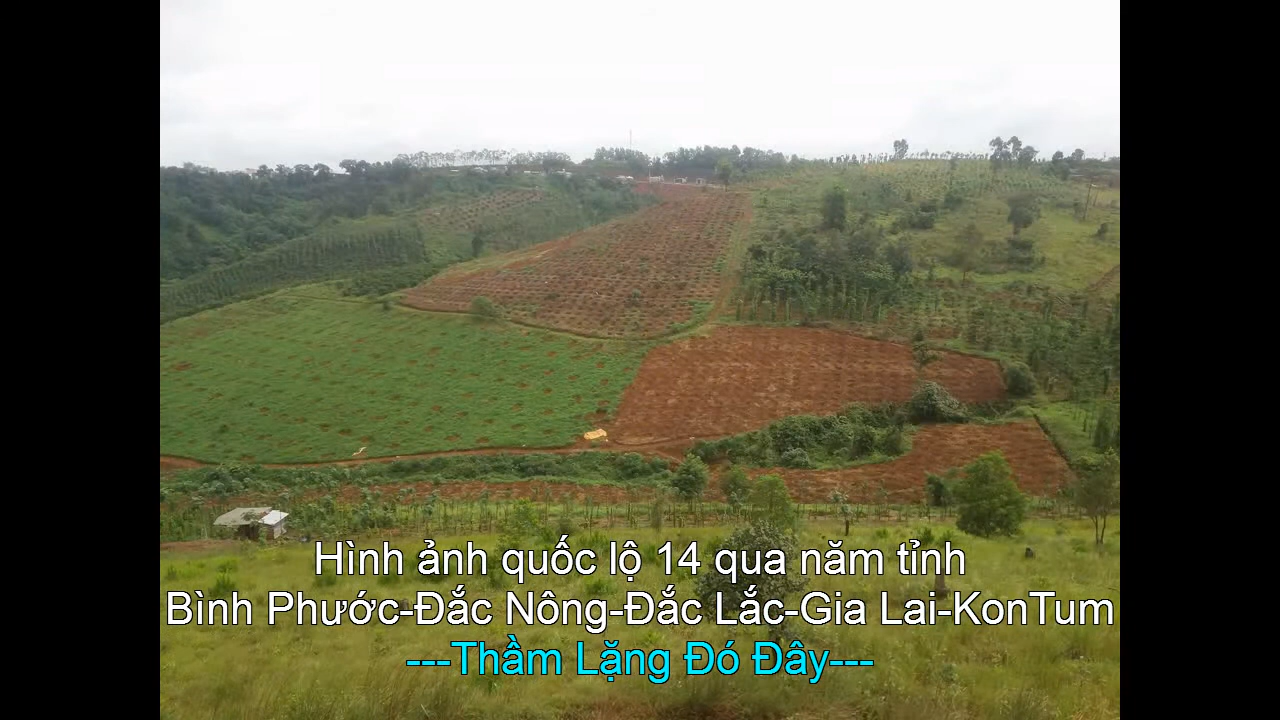 Hình ảnh quốc lộ 14 qua năm tỉnh
Bình Phước-Đắc Nông-Đắc Lắc-Gia Lai-KonTum
---Thầm Lặng Đó Đây---